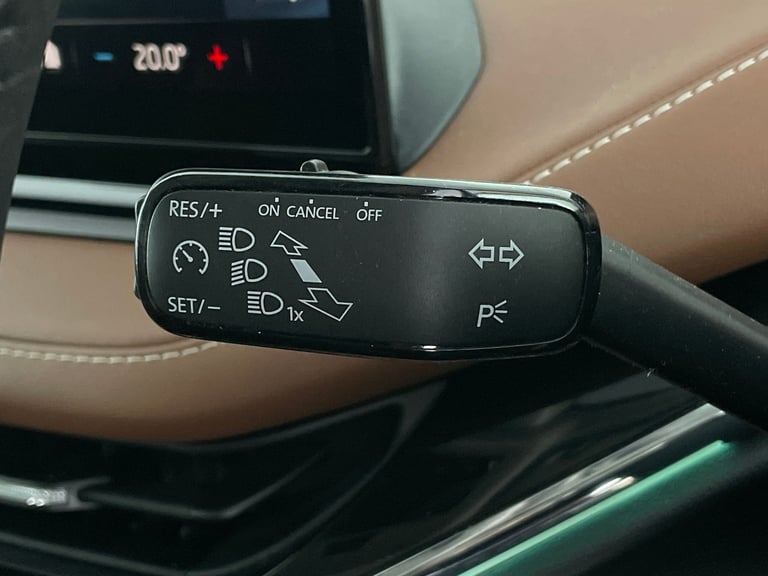 20.0°
RES/+
ON CANCEL OFF
SET/−
1x
P